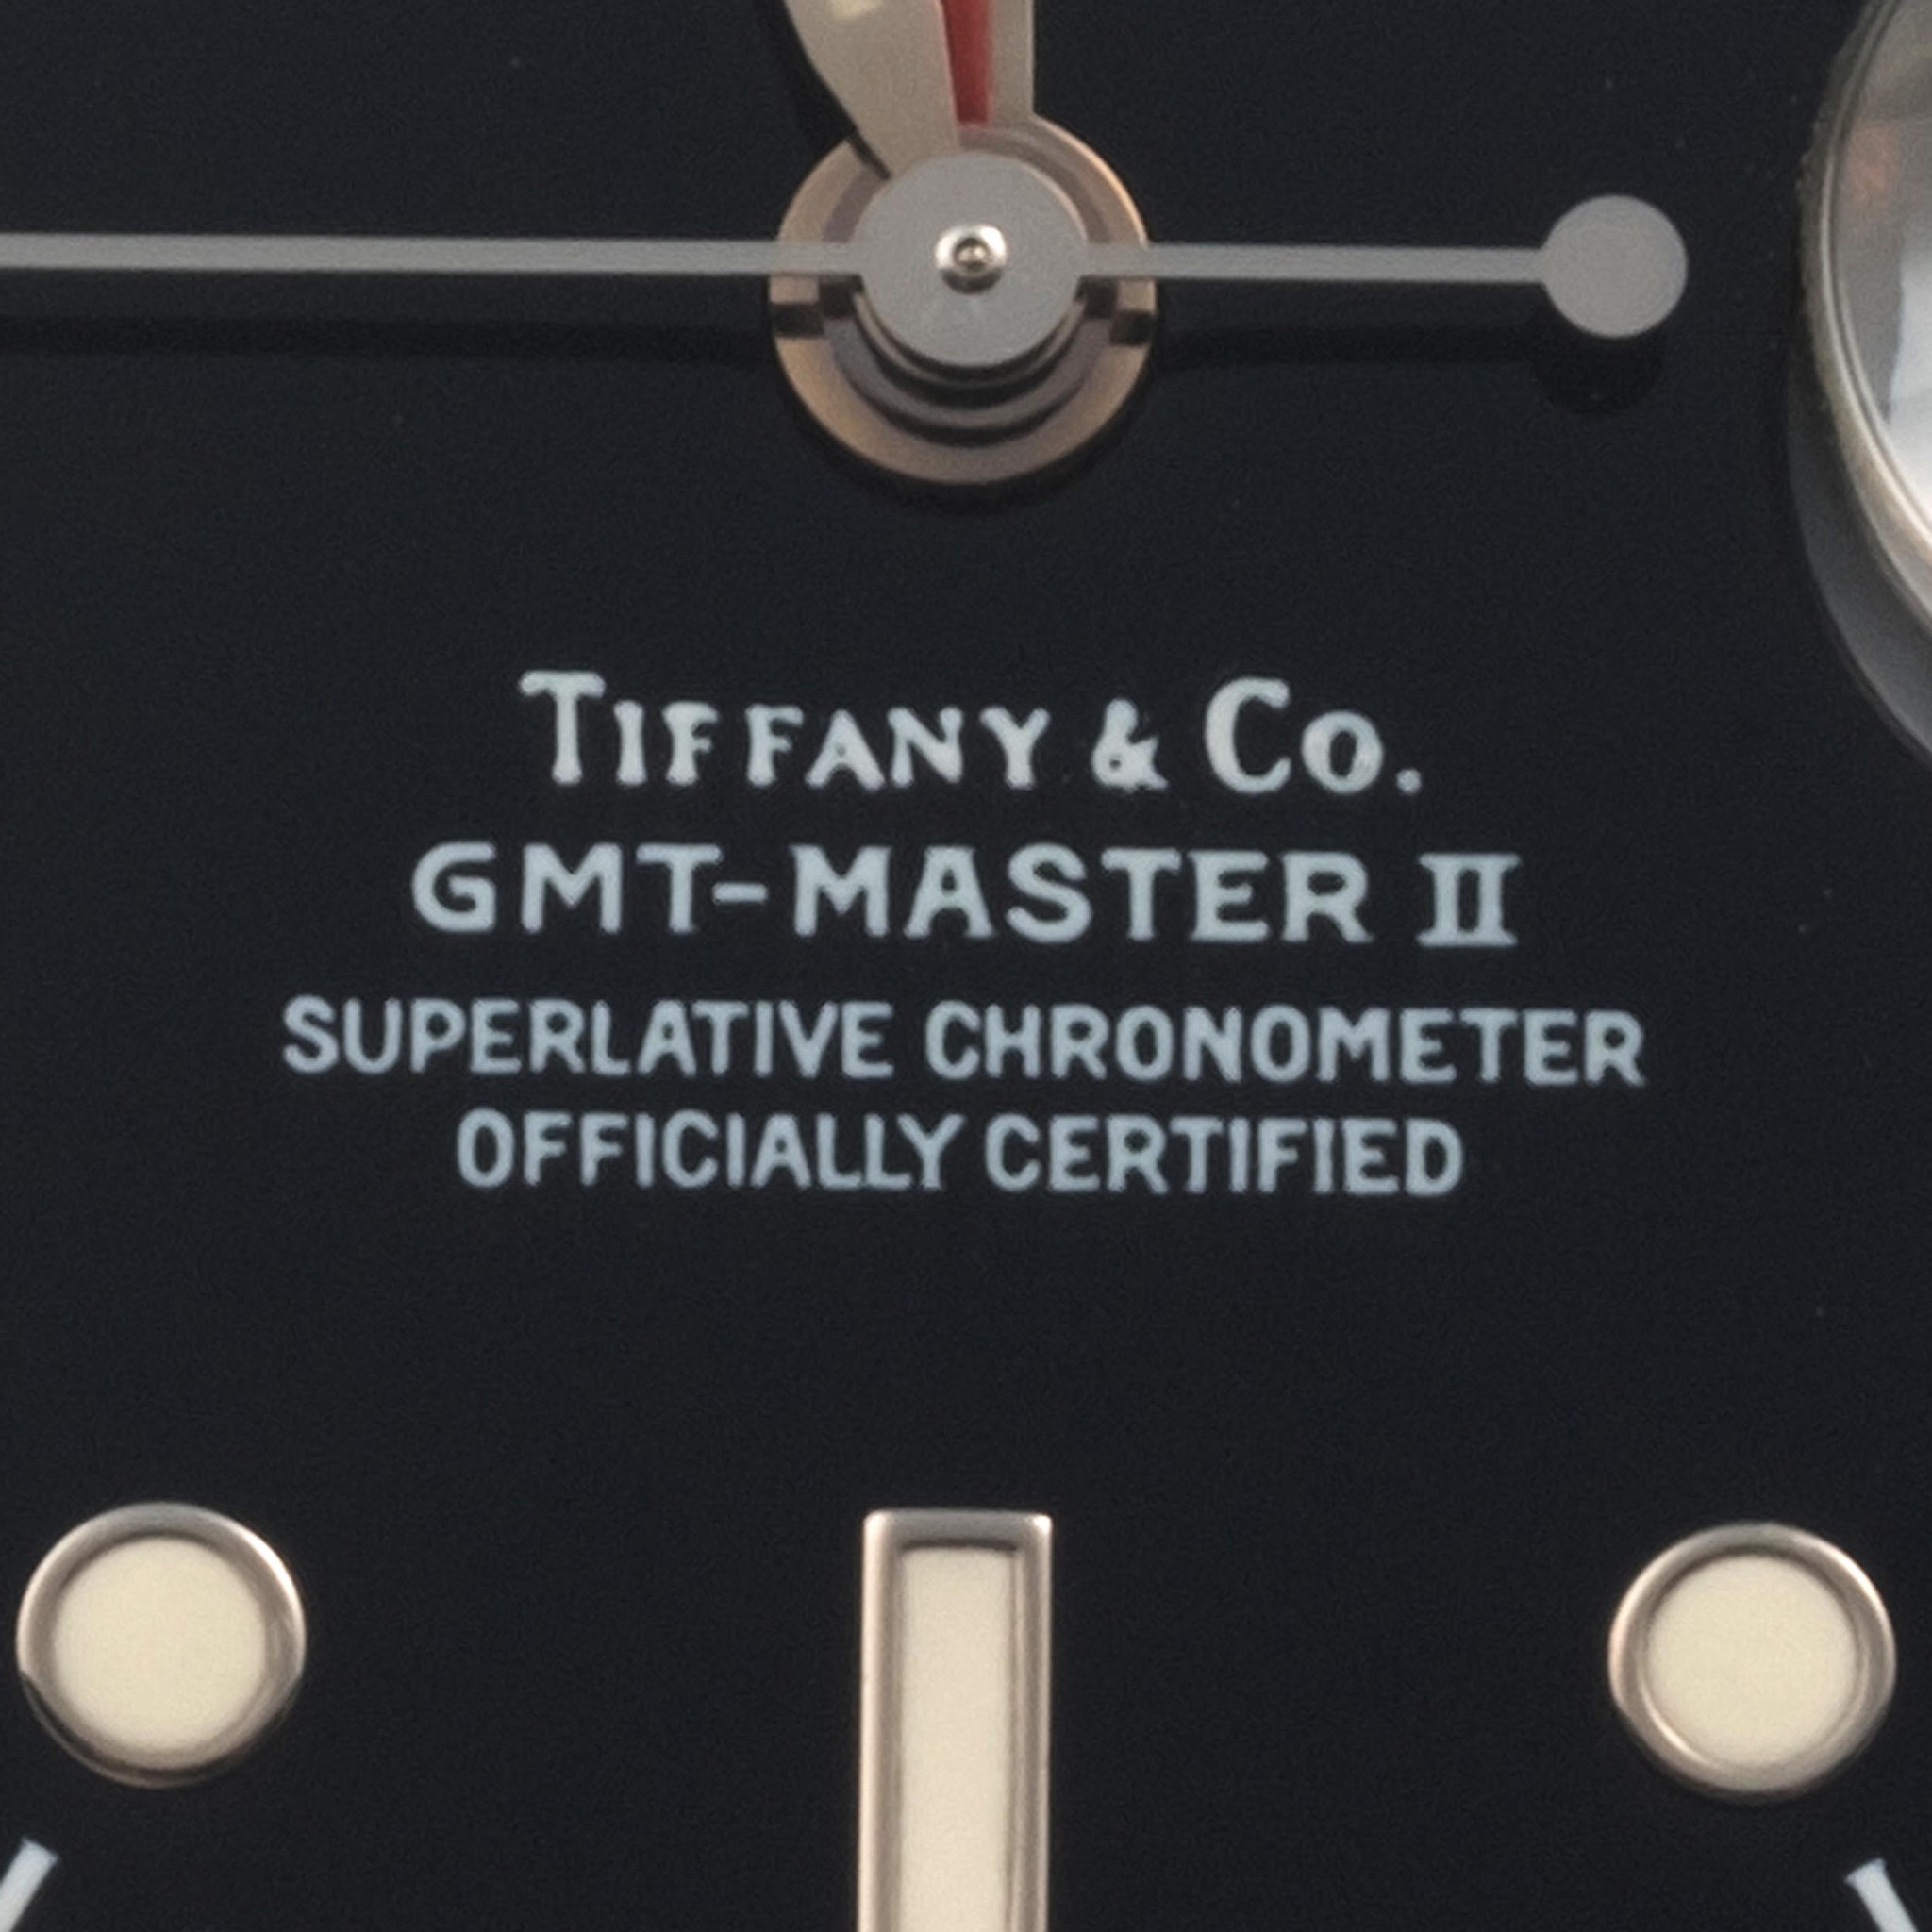 TIFFANY & CO.
GMT-MASTER II
SUPERLATIVE CHRONOMETER
OFFICIALLY CERTIFIED